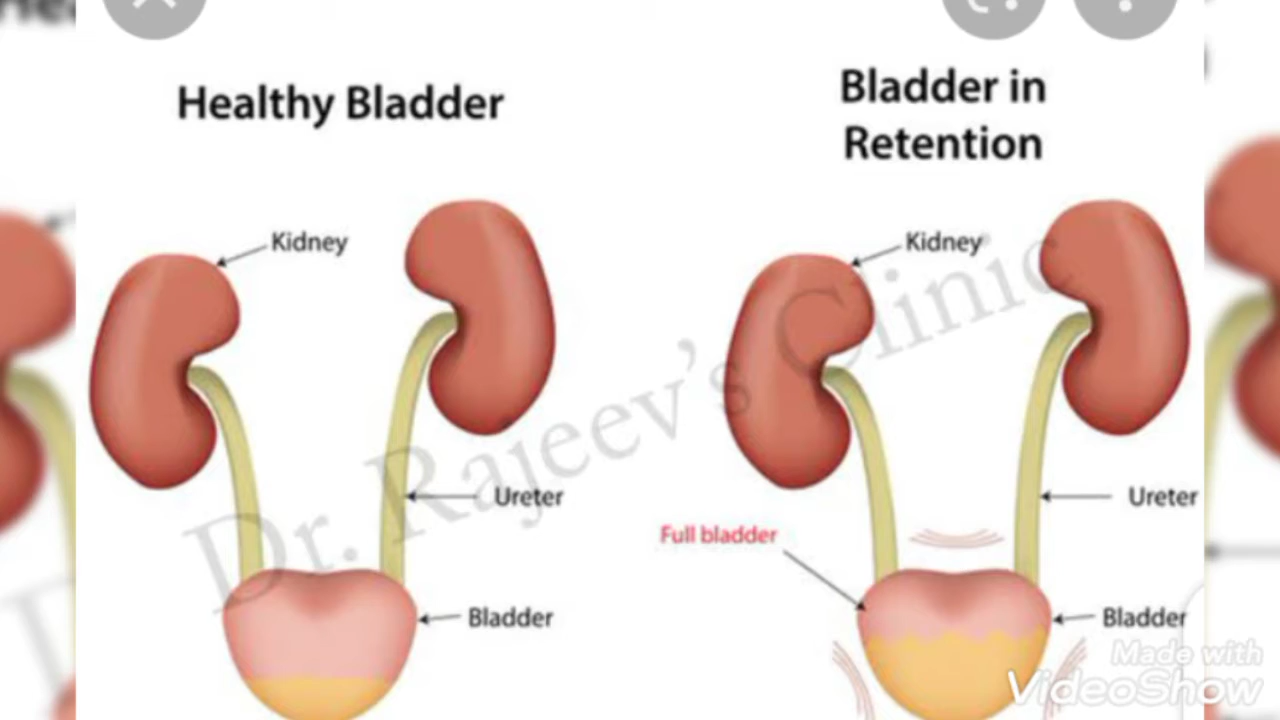 Healthy Bladder
Kidney
Ureter
Bladder
Bladder in
Retention
Kidney
Ureter
Full bladder
Bladder
Dr. Rajeev's Clinic
Made with
VideoShow